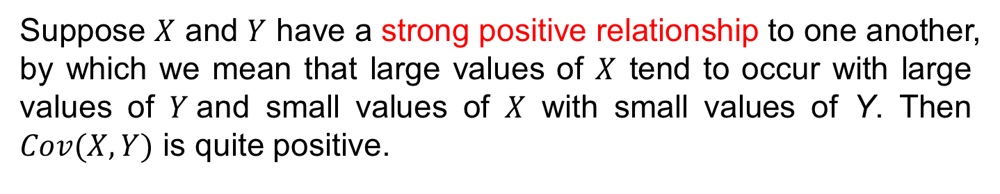 Suppose X and Y have a strong positive relationship to one another,
by which we mean that large values of X tend to occur with large
values of Y and small values of X with small values of Y. Then
Cov(X, Y) is quite positive.